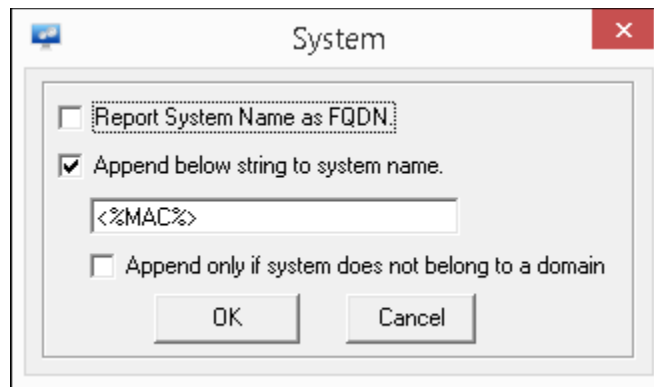 System
Report System Name as FQDN.
Append below string to system name.
<%MAC%>
Append only if system does not belong to a domain
OK Cancel